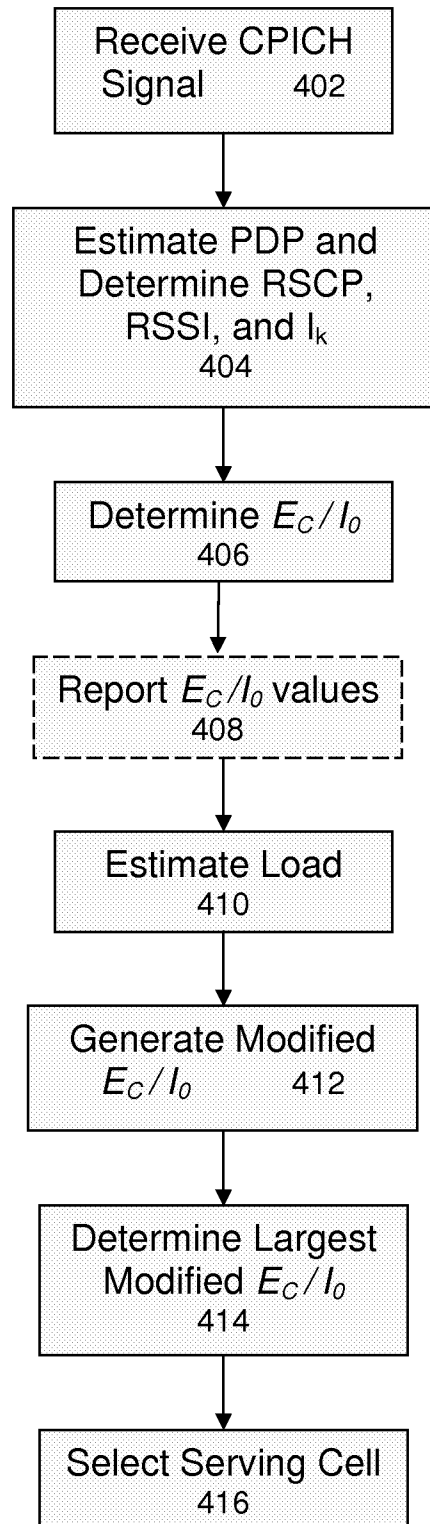 Receive CPICH
Signal 402
Estimate PDP and
Determine RSCP,
RSSI, and Iₖ
404
Determine E_C / I_0
406
Report E_C/I_0 values
408
Estimate Load
410
Generate Modified
E_C / I_0 412
Determine Largest
Modified E_C / I_0
414
Select Serving Cell
416